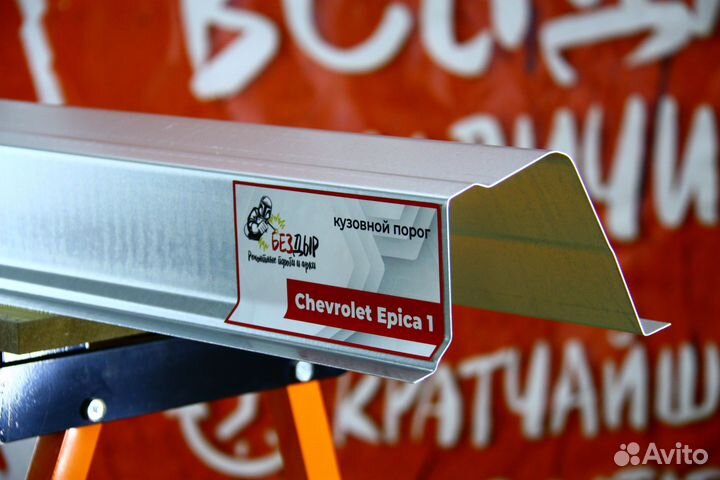 кузовной порог
БЕЗДЫР
Ремонтные пороги и арки
Chevrolet Epica 1
КРАТЧАЙШ
Avito